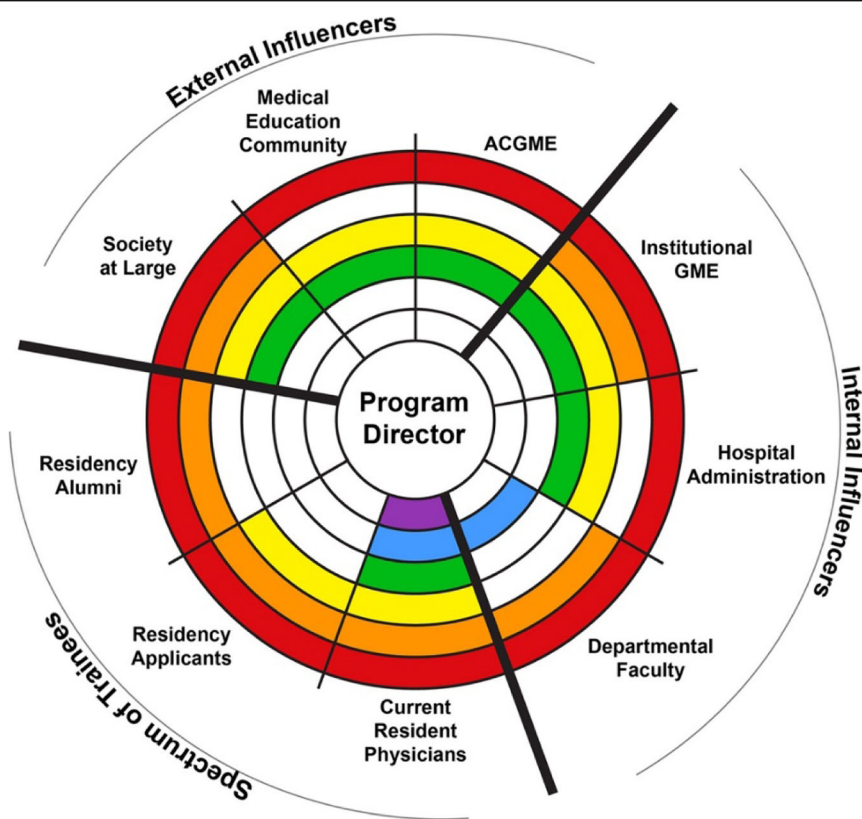 External Influencers
Medical
Education
Community
ACGME
Society
at Large
Institutional
GME
Program
Director
Internal Influencers
Residency
Alumni
Hospital
Administration
Residency
Applicants
Departmental
Faculty
Spectrum of Trainees
Current
Resident
Physicians